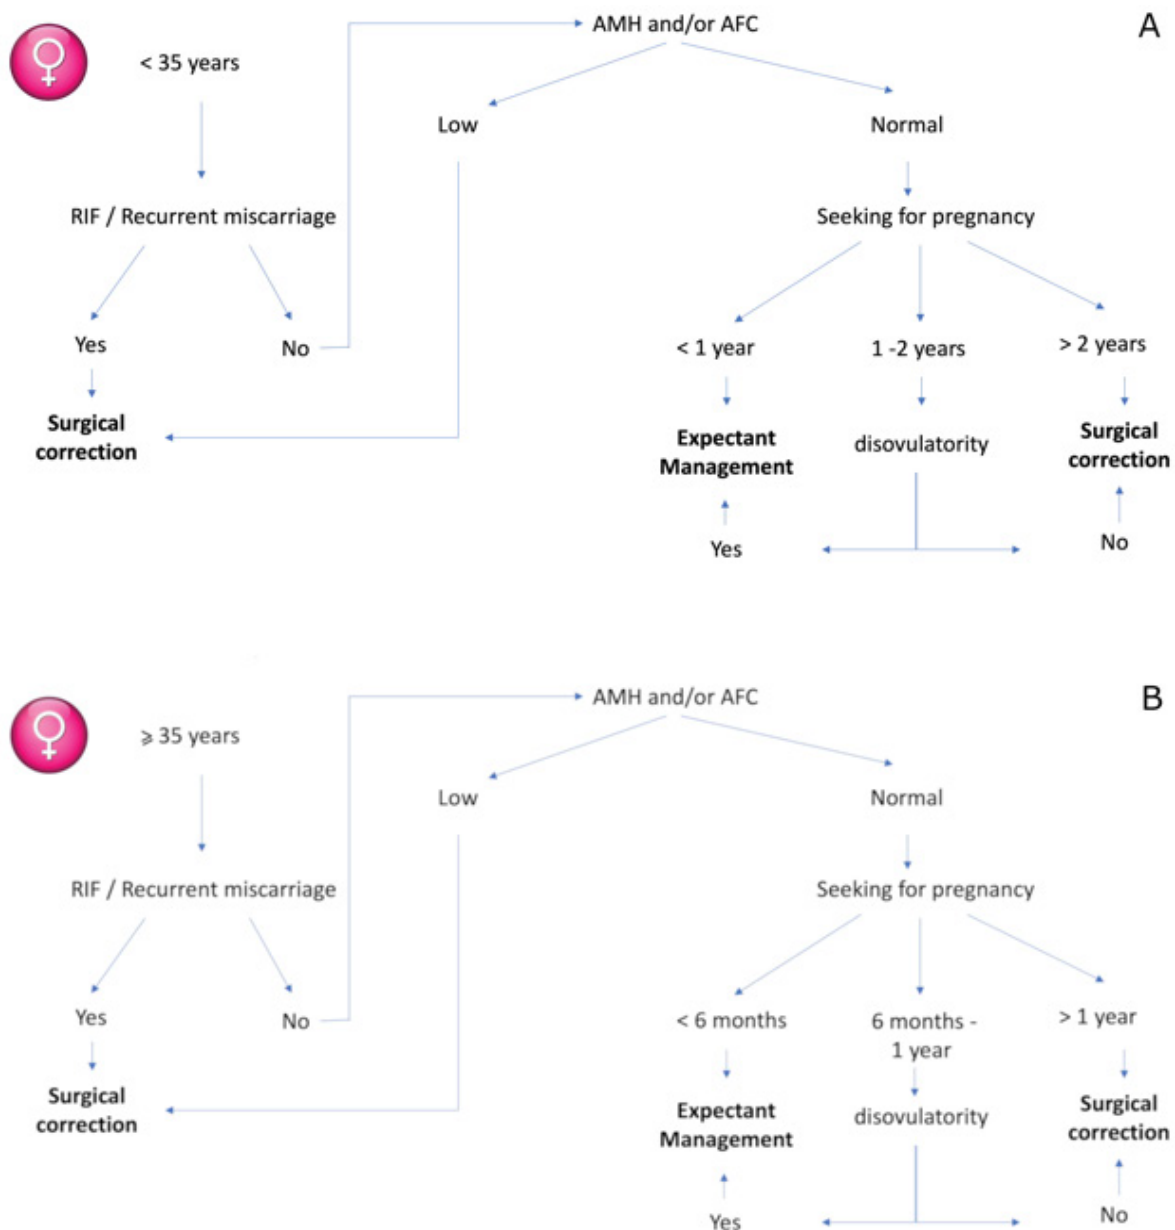 A
AMH and/or AFC
< 35 years
Low
Normal
RIF / Recurrent miscarriage
Seeking for pregnancy
Yes
No
< 1 year
1 -2 years
> 2 years
Surgical
correction
Expectant
Management
disovulatority
Surgical
correction
Yes
No
B
AMH and/or AFC
⩾ 35 years
Low
Normal
RIF / Recurrent miscarriage
Seeking for pregnancy
Yes
No
< 6 months
6 months -
1 year
> 1 year
Surgical
correction
Expectant
Management
disovulatority
Surgical
correction
Yes
No